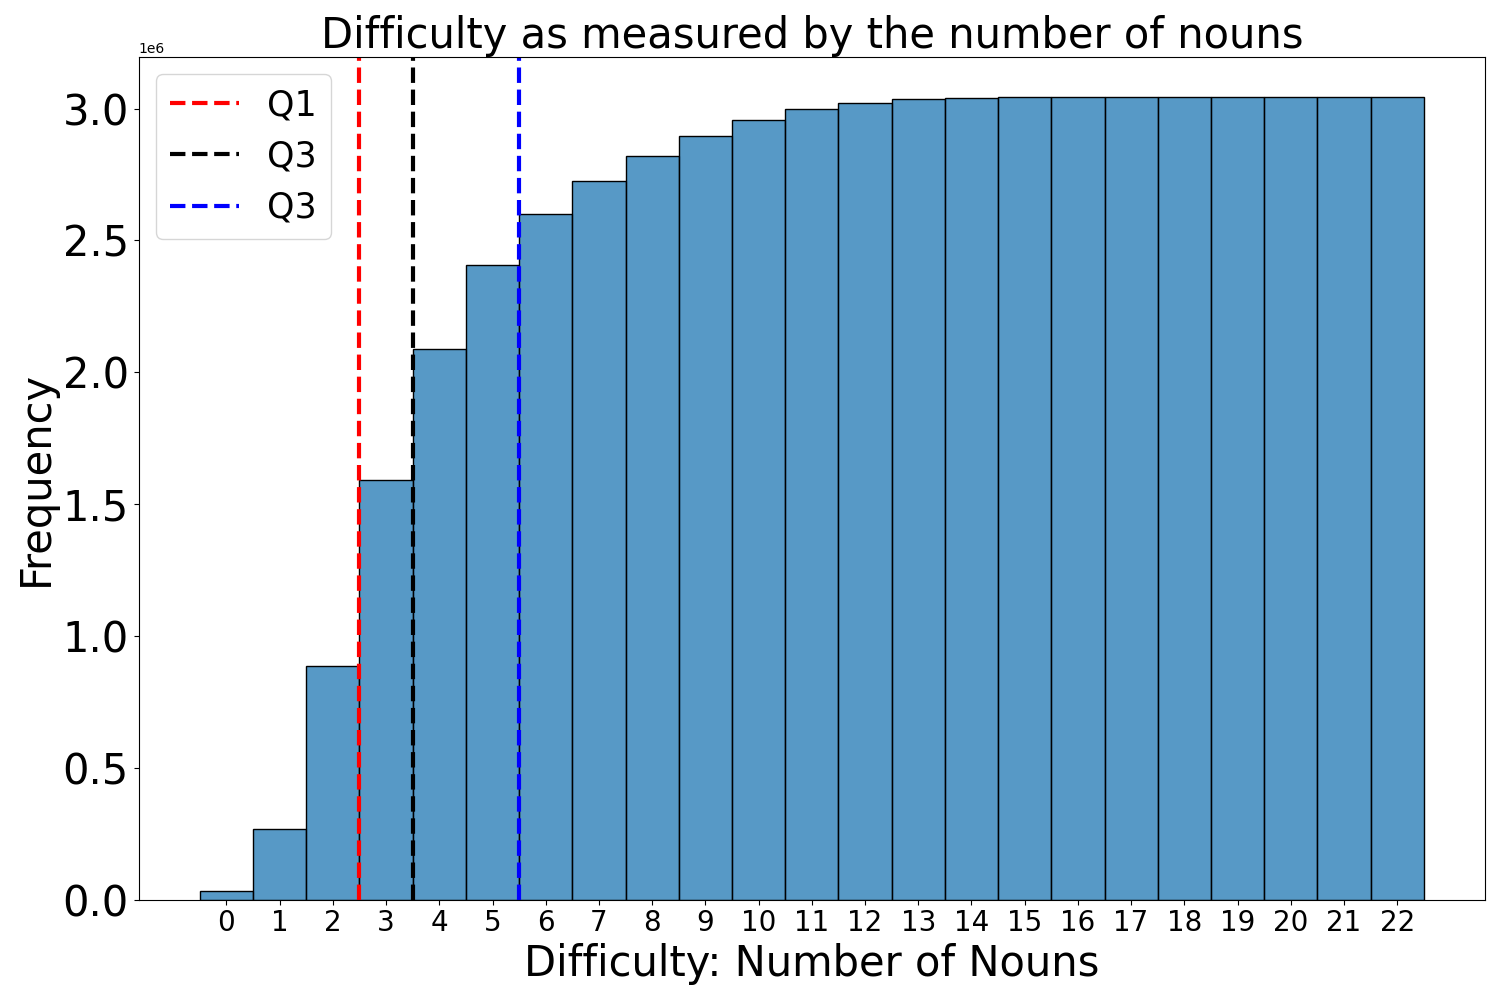 Difficulty as measured by the number of nouns
1e6
Q1
Q3
Q3
3.0
2.5
2.0
1.5
1.0
0.5
0.0
Frequency
0 1 2 3 4 5 6 7 8 9 10 11 12 13 14 15 16 17 18 19 20 21 22
Difficulty: Number of Nouns